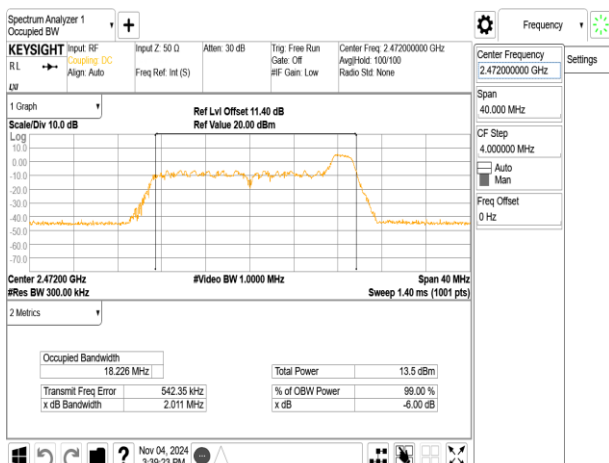 Spectrum Analyzer 1
Occupied BW
Frequency
KEYSIGHT
RL
LXI
Input: RF
Coupling: DC
Align: Auto
Input Z: 50 Ω
Freq Ref: Int (S)
Atten: 30 dB
Trig: Free Run
Gate: Off
#IF Gain: Low
Center Freq: 2.472000000 GHz
Avg|Hold: 100/100
Radio Std: None
Center Frequency
2.472000000 GHz
Settings
Span
40.000 MHz
CF Step
4.000000 MHz
Auto
Man
Freq Offset
0 Hz
1 Graph
Scale/Div 10.0 dB
Ref Lvl Offset 11.40 dB
Ref Value 20.00 dBm
Log
10.0
0.00
-10.0
-20.0
-30.0
-40.0
-50.0
-60.0
-70.0
Center 2.47200 GHz
#Res BW 300.00 kHz
#Video BW 1.0000 MHz
Span 40 MHz
Sweep 1.40 ms (1001 pts)
2 Metrics
Occupied Bandwidth
18.226 MHz
Transmit Freq Error 542.35 kHz
x dB Bandwidth 2.011 MHz
Total Power 13.5 dBm
% of OBW Power 99.00 %
x dB -6.00 dB
?
Nov 04, 2024
3:39:23 PM